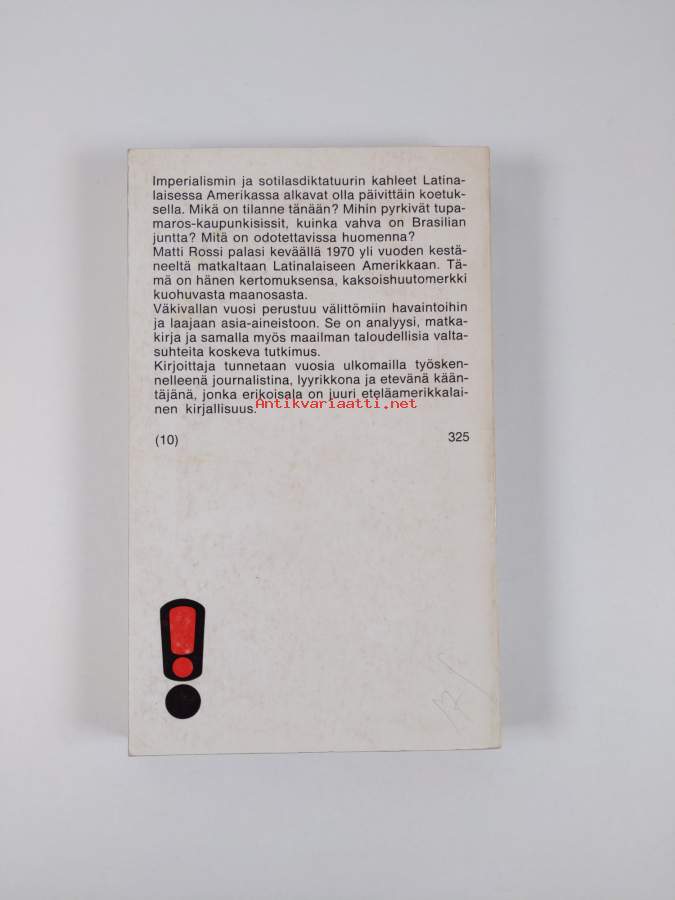 Imperialismin ja sotilasdiktatuurin kahleet Latina-
laisessa Amerikassa alkavat olla päivittäin koetuk-
sella. Mikä on tilanne tänään? Mihin pyrkivät tupa-
maros-kaupunkisissit, kuinka vahva on Brasilian
juntta? Mitä on odotettavissa huomenna?
Matti Rossi palasi keväällä 1970 yli vuoden kestä-
neeltä matkaltaan Latinalaiseen Amerikkaan. Tä-
mä on hänen kertomuksensa, kaksoishuutomerkki
kuohuvasta maanosasta.
Väkivallan vuosi perustuu välittömiin havaintoihin
ja laajaan asia-aineistoon. Se on analyysi, matka-
kirja ja samalla myös maailman taloudellisia valta-
suhteita koskeva tutkimus.
Kirjoittaja tunnetaan vuosia ulkomailla työsken-
nelleenä journalistina, lyyrikkona ja etevänä kään-
täjänä, jonka erikoisala on juuri eteläamerikkalai-
nen kirjallisuus.
Antikvariaatti.net
(10) 325